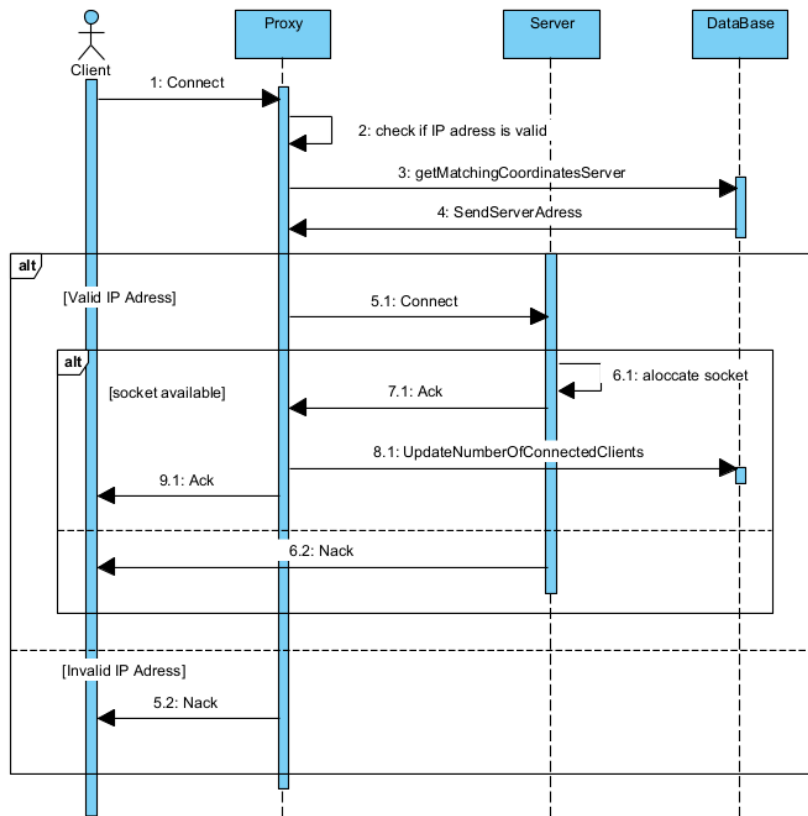 Client
Proxy
Server
DataBase
1: Connect
2: check if IP adress is valid
3: getMatchingCoordinatesServer
4: SendServerAdress
alt
[Valid IP Adress]
5.1: Connect
alt
[socket available]
6.1: aloccate socket
7.1: Ack
8.1: UpdateNumberOfConnectedClients
9.1: Ack
6.2: Nack
[Invalid IP Adress]
5.2: Nack